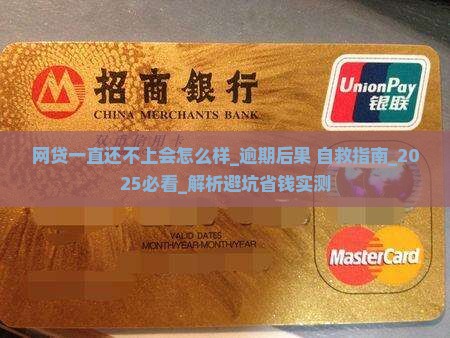 招商銀行
CHINA MERCHANTS BANK
UnionPay
银联
网贷一直还不上会怎么样_逾期后果 自救指南_20
25必看_解析避坑省钱实测
VALID DATES
MONTH/YEAR-MONTH/YEAR
MasterCard